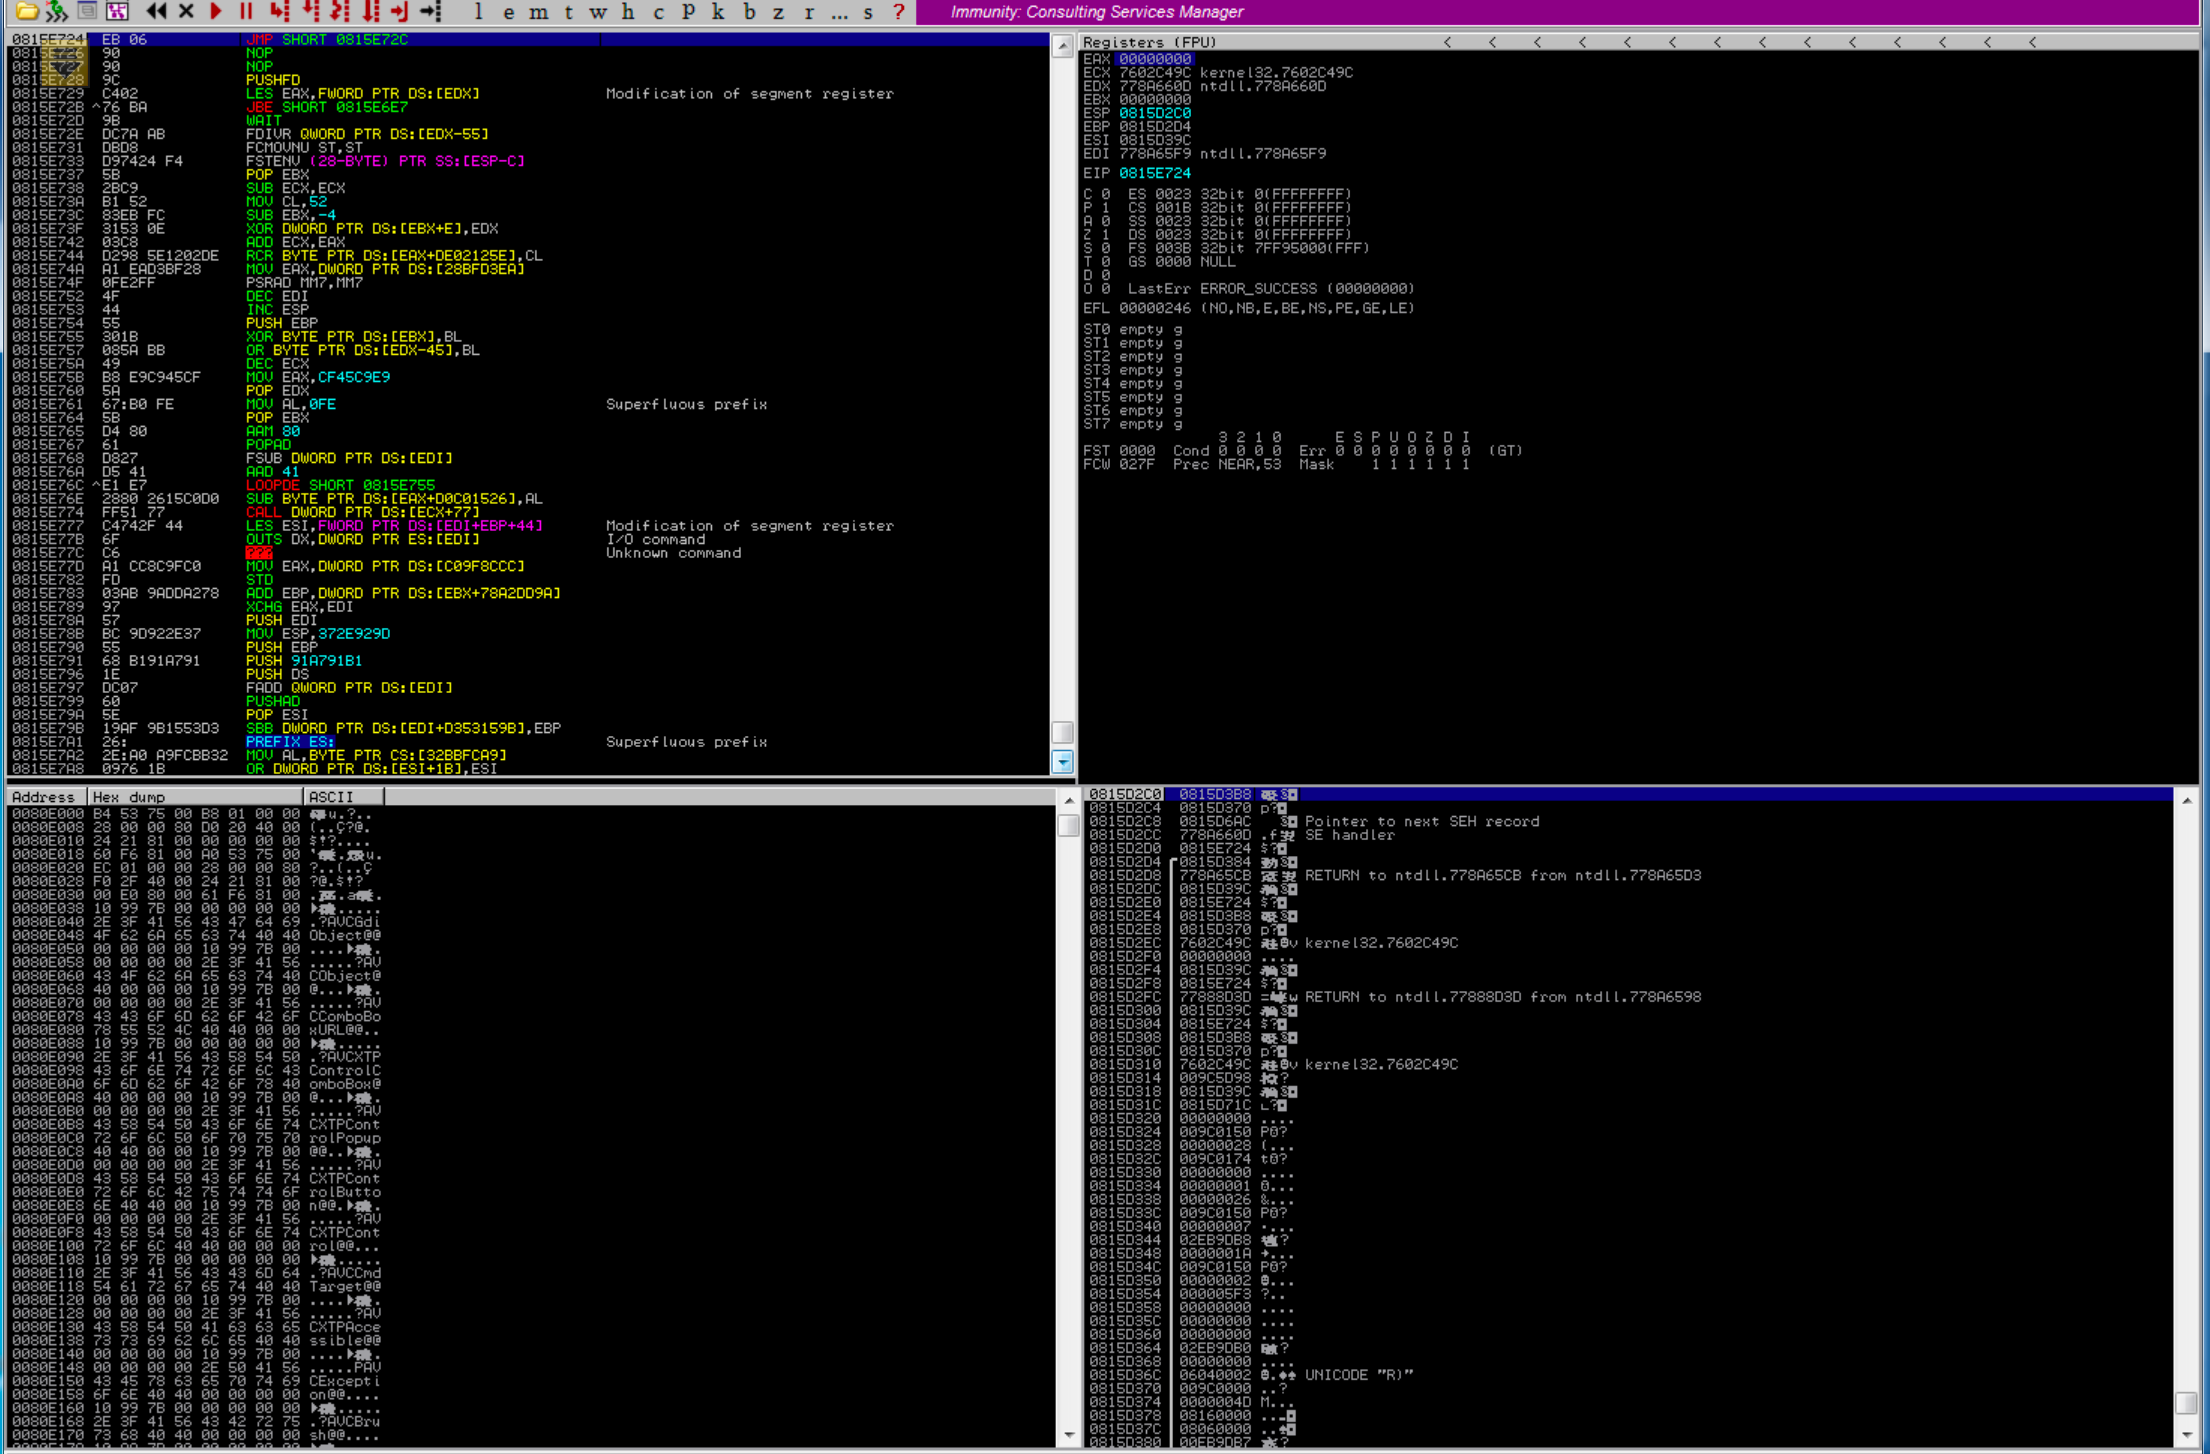 l e m t w h c p k b z r ... s ?
Immunity: Consulting Services Manager
0815E724 EB 06 JMP SHORT 0815E72C
90 NOP
90 NOP
9C PUSHFD
0815E729 C402 LES EAX,FWORD PTR DS:[EDX] Modification of segment register
0815E72B ^76 BA JBE SHORT 0815E6E7
0815E72D 9B WAIT
0815E72E DC7A AB FDIVR QWORD PTR DS:[EDX-55]
0815E731 DBD8 FCMOVNU ST,ST
0815E733 D97424 F4 FSTENV (28-BYTE) PTR SS:[ESP-C]
0815E737 5B POP EBX
0815E738 2BC9 SUB ECX,ECX
0815E73A B1 52 MOV CL,52
0815E73C 83EB FC SUB EBX,-4
0815E73F 3153 0E XOR DWORD PTR DS:[EBX+E],EDX
0815E742 03C8 ADD ECX,EAX
0815E744 D298 5E1202DE RCR BYTE PTR DS:[EAX+DE02125E],CL
0815E74A A1 EAD3BF28 MOV EAX,DWORD PTR DS:[28BFD3EA]
0815E74F 0FE2FF PSRAD MM7,MM7
0815E752 4F DEC EDI
0815E753 44 INC ESP
0815E754 55 PUSH EBP
0815E755 301B XOR BYTE PTR DS:[EBX],BL
0815E757 085A BB OR BYTE PTR DS:[EDX-45],BL
0815E75A 49 DEC ECX
0815E75B B8 E9C945CF MOV EAX,CF45C9E9
0815E760 5A POP EDX
0815E761 67:B0 FE MOV AL,0FE Superfluous prefix
0815E764 5B POP EBX
0815E765 D4 80 AAM 80
0815E767 61 POPAD
0815E768 D827 FSUB DWORD PTR DS:[EDI]
0815E76A D5 41 AAD 41
0815E76C ^E1 E7 LOOPDE SHORT 0815E755
0815E76E 2880 2615C0D0 SUB BYTE PTR DS:[EAX+D0C01526],AL
0815E774 FF51 77 CALL DWORD PTR DS:[ECX+77]
0815E777 C4742F 44 LES ESI,FWORD PTR DS:[EDI+EBP+44] Modification of segment register
0815E77B 6F OUTS DX,DWORD PTR ES:[EDI] I/O command
0815E77C C6 ??? Unknown command
0815E77D A1 CC8C9FC0 MOV EAX,DWORD PTR DS:[C09F8CCC]
0815E782 FD STD
0815E783 03AB 9ADDA278 ADD EBP,DWORD PTR DS:[EBX+78A2DD9A]
0815E789 97 XCHG EAX,EDI
0815E78A 57 PUSH EDI
0815E78B BC 9D922E37 MOV ESP,372E929D
0815E790 55 PUSH EBP
0815E791 68 B191A791 PUSH 91A791B1
0815E796 1E PUSH DS
0815E797 DC07 FADD QWORD PTR DS:[EDI]
0815E799 60 PUSHAD
0815E79A 5E POP ESI
0815E79B 19AF 9B1553D3 SBB DWORD PTR DS:[EDI+D353159B],EBP
0815E7A1 26: PREFIX ES: Superfluous prefix
0815E7A2 2E:A0 A9FCBB32 MOV AL,BYTE PTR CS:[32BBFCA9]
0815E7A8 0976 1B OR DWORD PTR DS:[ESI+1B],ESI
Registers (FPU) < < < < < < < < < < < < < <
EAX 00000000
ECX 7602C49C kernel32.7602C49C
EDX 778A660D ntdll.778A660D
EBX 00000000
ESP 0815D2C0
EBP 0815D2D4
ESI 0815D39C
EDI 778A65F9 ntdll.778A65F9
EIP 0815E724
C 0 ES 0023 32bit 0(FFFFFFFF)
P 1 CS 001B 32bit 0(FFFFFFFF)
A 0 SS 0023 32bit 0(FFFFFFFF)
Z 1 DS 0023 32bit 0(FFFFFFFF)
S 0 FS 003B 32bit 7FF95000(FFF)
T 0 GS 0000 NULL
D 0
O 0 LastErr ERROR_SUCCESS (00000000)
EFL 00000246 (NO,NB,E,BE,NS,PE,GE,LE)
ST0 empty g
ST1 empty g
ST2 empty g
ST3 empty g
ST4 empty g
ST5 empty g
ST6 empty g
ST7 empty g
3 2 1 0 E S P U O Z D I
FST 0000 Cond 0 0 0 0 Err 0 0 0 0 0 0 0 0 (GT)
FCW 027F Prec NEAR,53 Mask 1 1 1 1 1 1
Address Hex dump ASCII
0080E000 B4 53 75 00 B8 01 00 00
0080E008 28 00 00 80 D0 20 40 00 (..Ç?@.
0080E010 24 21 81 00 00 00 00 00 $!?....
0080E018 60 F6 81 00 A0 53 75 00
0080E020 EC 01 00 00 28 00 00 80 ?..(..Ç
0080E028 F0 2F 40 00 24 21 81 00 ?@.$!?
0080E030 00 E0 80 00 61 F6 81 00
0080E038 10 99 7B 00 00 00 00 00
0080E040 2E 3F 41 56 43 47 64 69 .?AVCGdi
0080E048 4F 62 6A 65 63 74 40 40 Object@@
0080E050 00 00 00 00 10 99 7B 00
0080E058 00 00 00 00 2E 3F 41 56 .....?AV
0080E060 43 4F 62 6A 65 63 74 40 CObject@
0080E068 40 00 00 00 10 99 7B 00
0080E070 00 00 00 00 2E 3F 41 56 .....?AV
0080E078 43 43 6F 6D 62 6F 42 6F CComboBo
0080E080 78 55 52 4C 40 40 00 00 xURL@@..
0080E088 10 99 7B 00 00 00 00 00
0080E090 2E 3F 41 56 43 58 54 50 .?AVCXTP
0080E098 43 6F 6E 74 72 6F 6C 43 ControlC
0080E0A0 6F 6D 62 6F 42 6F 78 40 omboBox@
0080E0A8 40 00 00 00 10 99 7B 00
0080E0B0 00 00 00 00 2E 3F 41 56 .....?AV
0080E0B8 43 58 54 50 43 6F 6E 74 CXTPCont
0080E0C0 72 6F 6C 50 6F 70 75 70 rolPopup
0080E0C8 40 40 00 00 10 99 7B 00
0080E0D0 00 00 00 00 2E 3F 41 56 .....?AV
0080E0D8 43 58 54 50 43 6F 6E 74 CXTPCont
0080E0E0 72 6F 6C 42 75 74 74 6F rolButto
0080E0E8 6E 40 40 00 10 99 7B 00
0080E0F0 00 00 00 00 2E 3F 41 56 .....?AV
0080E0F8 43 58 54 50 43 6F 6E 74 CXTPCont
0080E100 72 6F 6C 40 40 00 00 00 rol@@...
0080E108 10 99 7B 00 00 00 00 00
0080E110 2E 3F 41 56 43 43 6D 64 .?AVCCmd
0080E118 54 61 72 67 65 74 40 40 Target@@
0080E120 00 00 00 00 10 99 7B 00
0080E128 00 00 00 00 2E 3F 41 56 .....?AV
0080E130 43 58 54 50 41 63 63 65 CXTPAcce
0080E138 73 73 69 62 6C 65 40 40 ssible@@
0080E140 00 00 00 00 10 99 7B 00
0080E148 00 00 00 00 2E 50 41 56 .....PAV
0080E150 43 45 78 63 65 70 74 69 CExcepti
0080E158 6F 6E 40 40 00 00 00 00 on@@....
0080E160 10 99 7B 00 00 00 00 00
0080E168 2E 3F 41 56 43 42 72 75 .?AVCBru
0080E170 73 68 40 40 00 00 00 00 sh@@....
0815D2C0 0815D3B8
0815D2C4 0815D370 p?
0815D2C8 0815D6AC Pointer to next SEH record
0815D2CC 778A660D SE handler
0815D2D0 0815E724 $?
0815D2D4 0815D384
0815D2D8 778A65CB RETURN to ntdll.778A65CB from ntdll.778A65D3
0815D2DC 0815D39C
0815D2E0 0815E724 $?
0815D2E4 0815D3B8
0815D2E8 0815D370 p?
0815D2EC 7602C49C kernel32.7602C49C
0815D2F0 00000000 ....
0815D2F4 0815D39C
0815D2F8 0815E724 $?
0815D2FC 77888D3D RETURN to ntdll.77888D3D from ntdll.778A6598
0815D300 0815D39C
0815D304 0815E724 $?
0815D308 0815D3B8
0815D30C 0815D370 p?
0815D310 7602C49C kernel32.7602C49C
0815D314 009C5D98
0815D318 0815D39C
0815D31C 0815D71C
0815D320 00000000 ....
0815D324 009C0150
0815D328 00000028 (...
0815D32C 009C0174
0815D330 00000000 ....
0815D334 00000001
0815D338 00000026 &...
0815D33C 009C0150
0815D340 00000007
0815D344 02EB9DB8
0815D348 0000001A
0815D34C 009C0150
0815D350 00000002
0815D354 000005F3 ?..
0815D358 00000000 ....
0815D35C 00000000 ....
0815D360 00000000 ....
0815D364 02EB9DB0
0815D368 00000000 ....
0815D36C 06040002 UNICODE "R)"
0815D370 009C0000 ..?
0815D374 0000004D M...
0815D378 08160000
0815D37C 08060000
0815D380 00EB9DB7